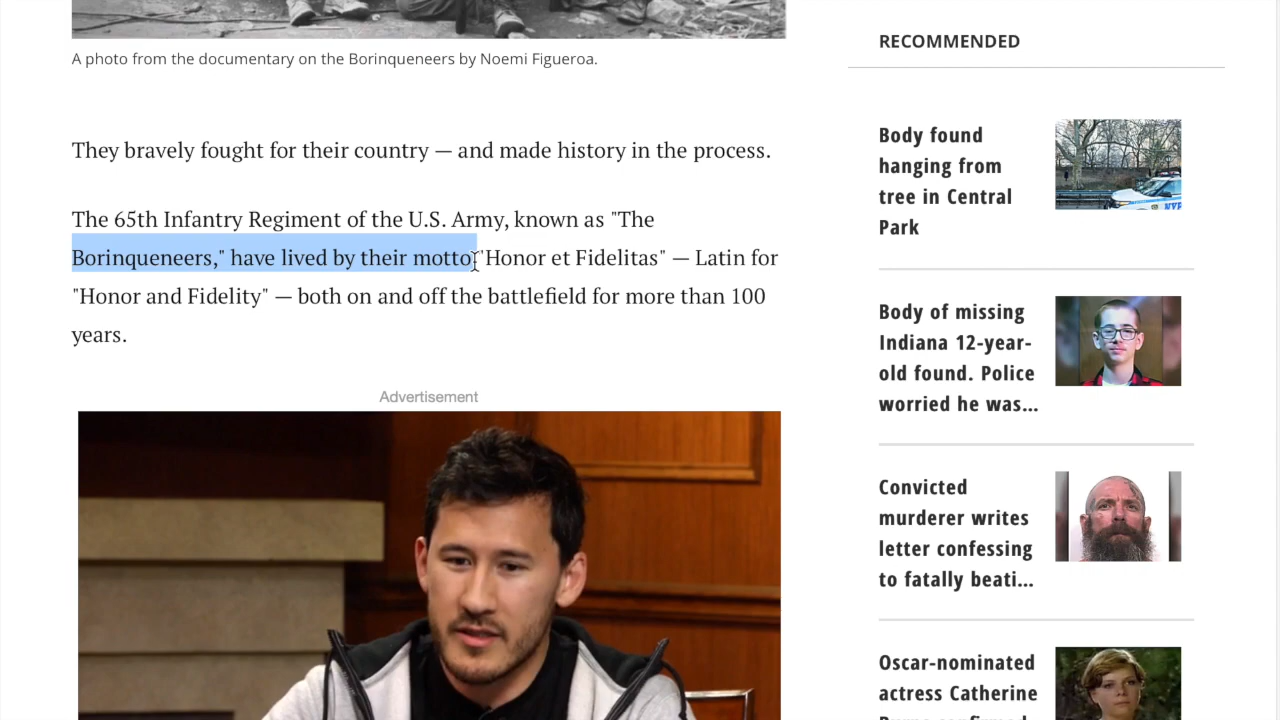 A photo from the documentary on the Borinqueneers by Noemi Figueroa.
They bravely fought for their country — and made history in the process.
The 65th Infantry Regiment of the U.S. Army, known as "The
Borinqueneers," have lived by their motto "Honor et Fidelitas" — Latin for
"Honor and Fidelity" — both on and off the battlefield for more than 100
years.
Advertisement
RECOMMENDED
Body found
hanging from
tree in Central
Park
Body of missing
Indiana 12-year-
old found. Police
worried he was...
Convicted
murderer writes
letter confessing
to fatally beati...
Oscar-nominated
actress Catherine